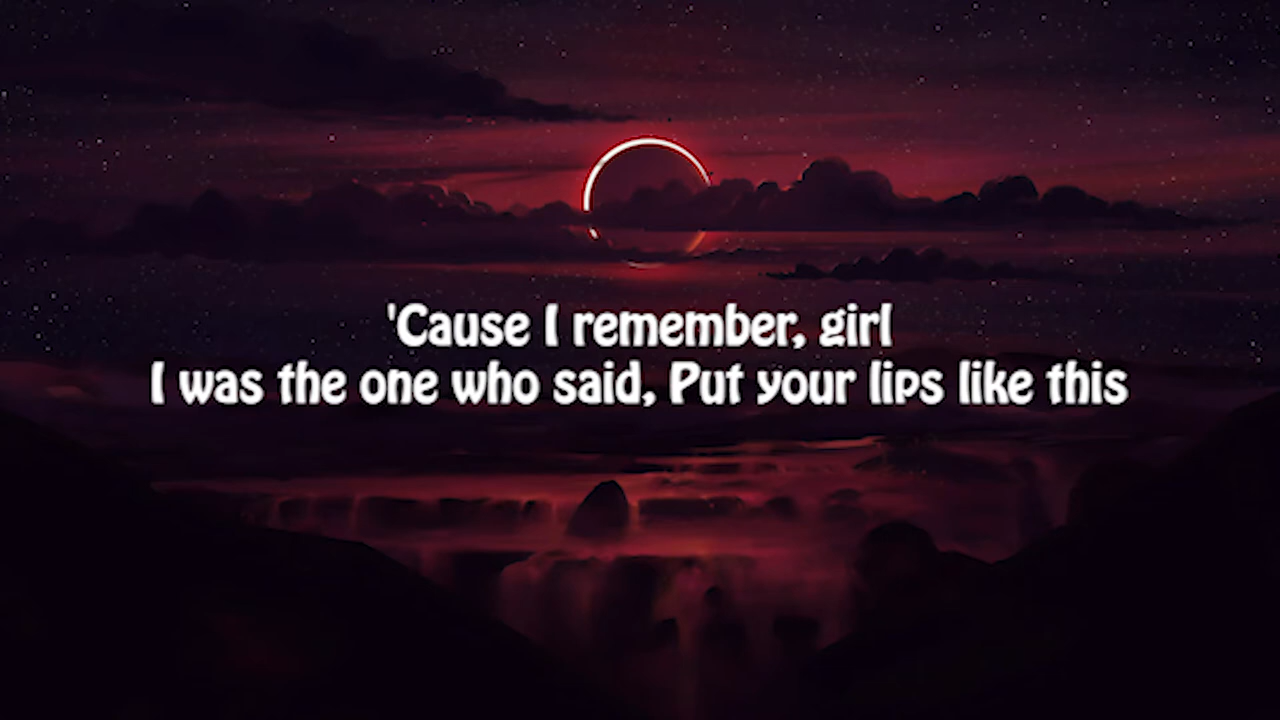 'Cause I remember, girl
I was the one who said, Put your lips like this